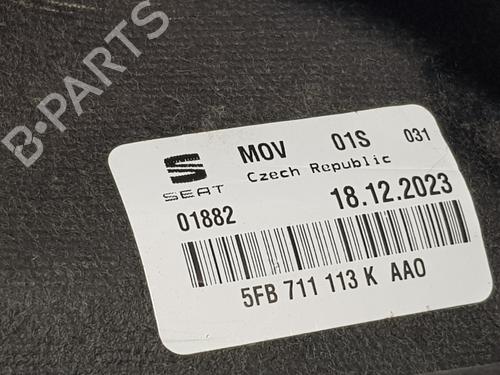 B-PARTS
MOV 01S 031
SEAT Czech Republic
01882 18.12.2023
5FB 711 113 K AAO